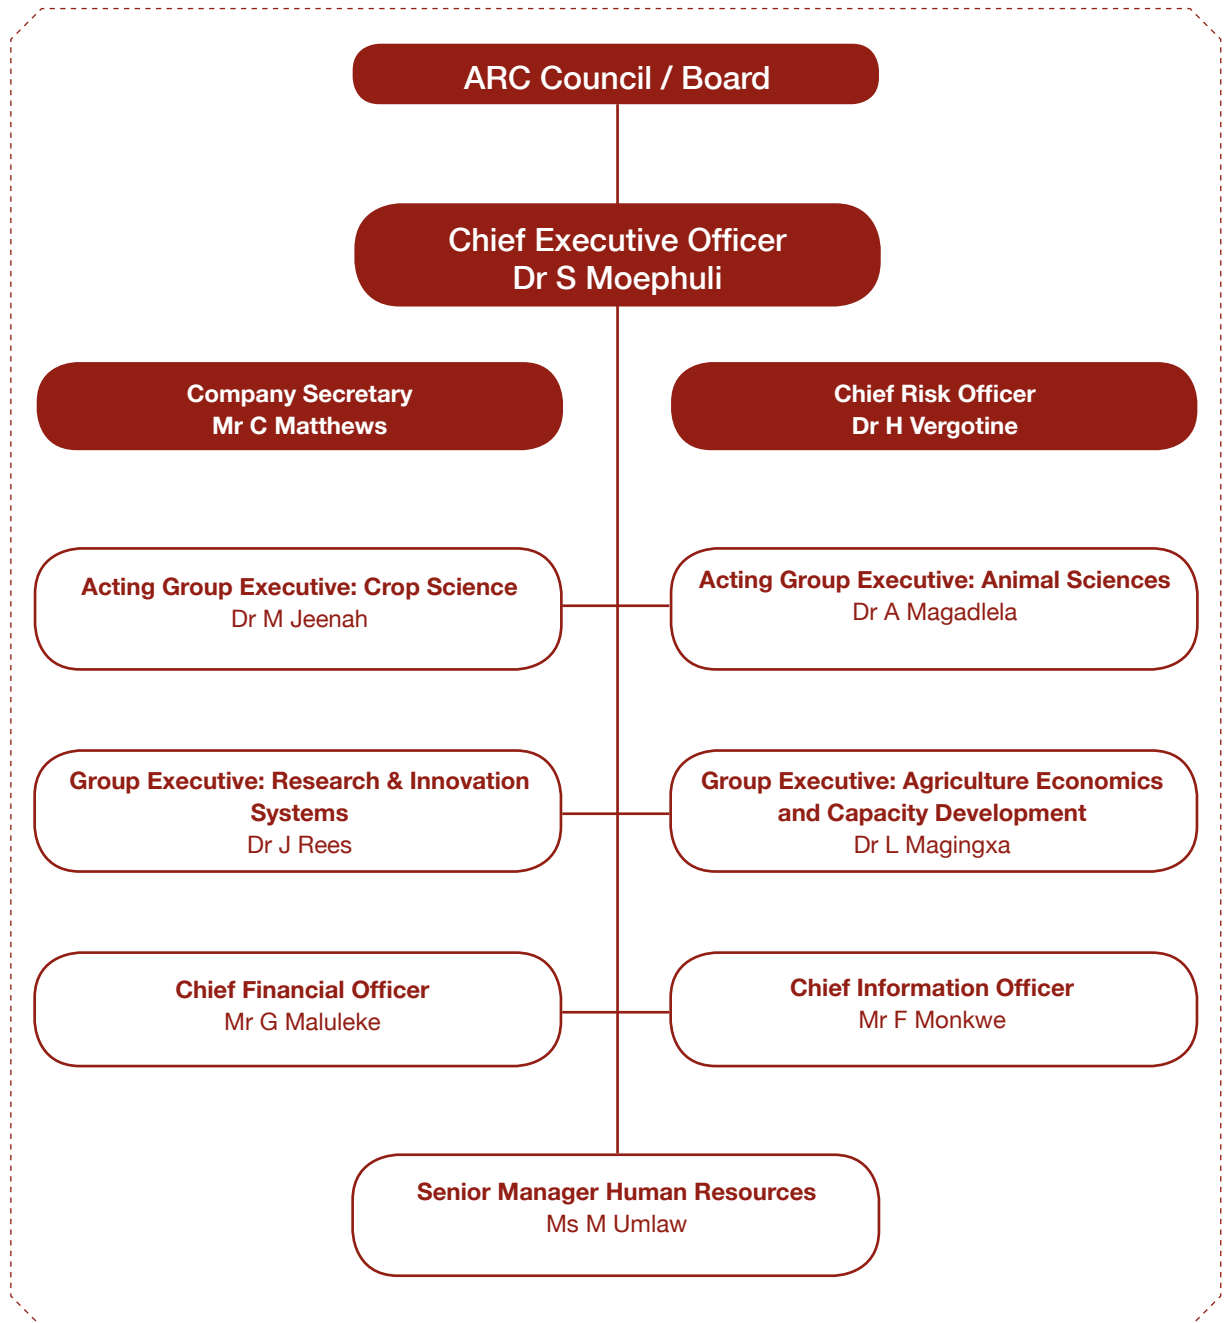 ARC Council / Board
Chief Executive Officer
Dr S Moephuli
Company Secretary
Mr C Matthews
Chief Risk Officer
Dr H Vergotine
Acting Group Executive: Crop Science
Dr M Jeenah
Acting Group Executive: Animal Sciences
Dr A Magadlela
Group Executive: Research & Innovation
Systems
Dr J Rees
Group Executive: Agriculture Economics
and Capacity Development
Dr L Magingxa
Chief Financial Officer
Mr G Maluleke
Chief Information Officer
Mr F Monkwe
Senior Manager Human Resources
Ms M Umlaw